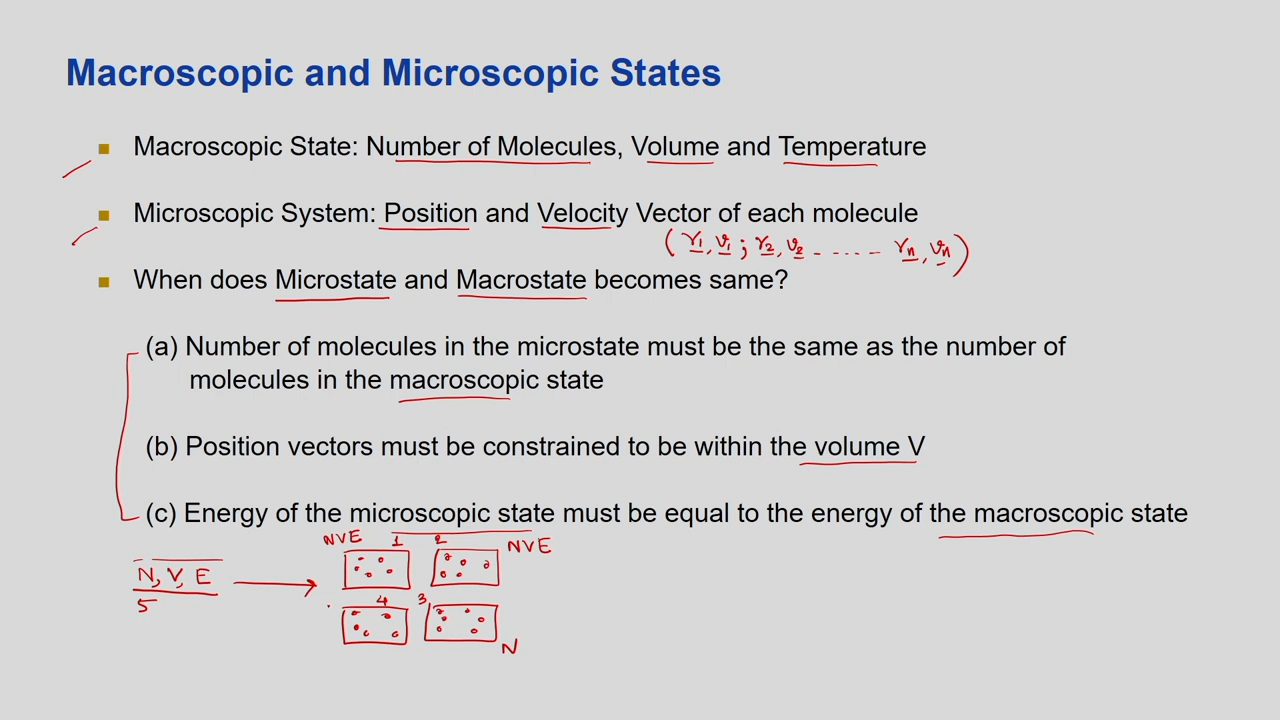 Macroscopic and Microscopic States
Macroscopic State: Number of Molecules, Volume and Temperature
Microscopic System: Position and Velocity Vector of each molecule
(r1, v1 ; r2, v2 ------ rn, vn)
When does Microstate and Macrostate becomes same?
(a) Number of molecules in the microstate must be the same as the number of
molecules in the macroscopic state
(b) Position vectors must be constrained to be within the volume V
(c) Energy of the microscopic state must be equal to the energy of the macroscopic state
NVE 1 2 NVE
N, V, E
5
4 3
N